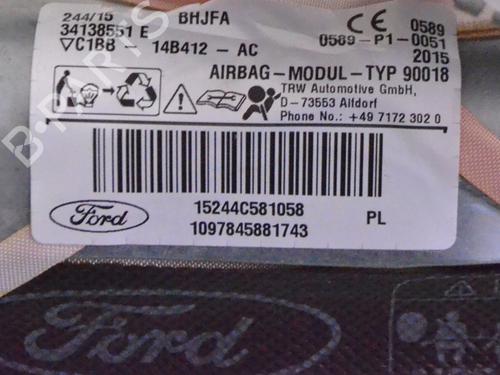 244/15 BHJFA 0589
34138551 E 0589-P1-0051
▽C1BB - 14B412 - AC 2015
AIRBAG-MODUL-TYP 90018
TRW Automotive GmbH,
D-73553 Alfdorf
Phone No.: +49 7172 302 0
15244C581058 PL
Ford
1097845881743
Ford
B-PARTS